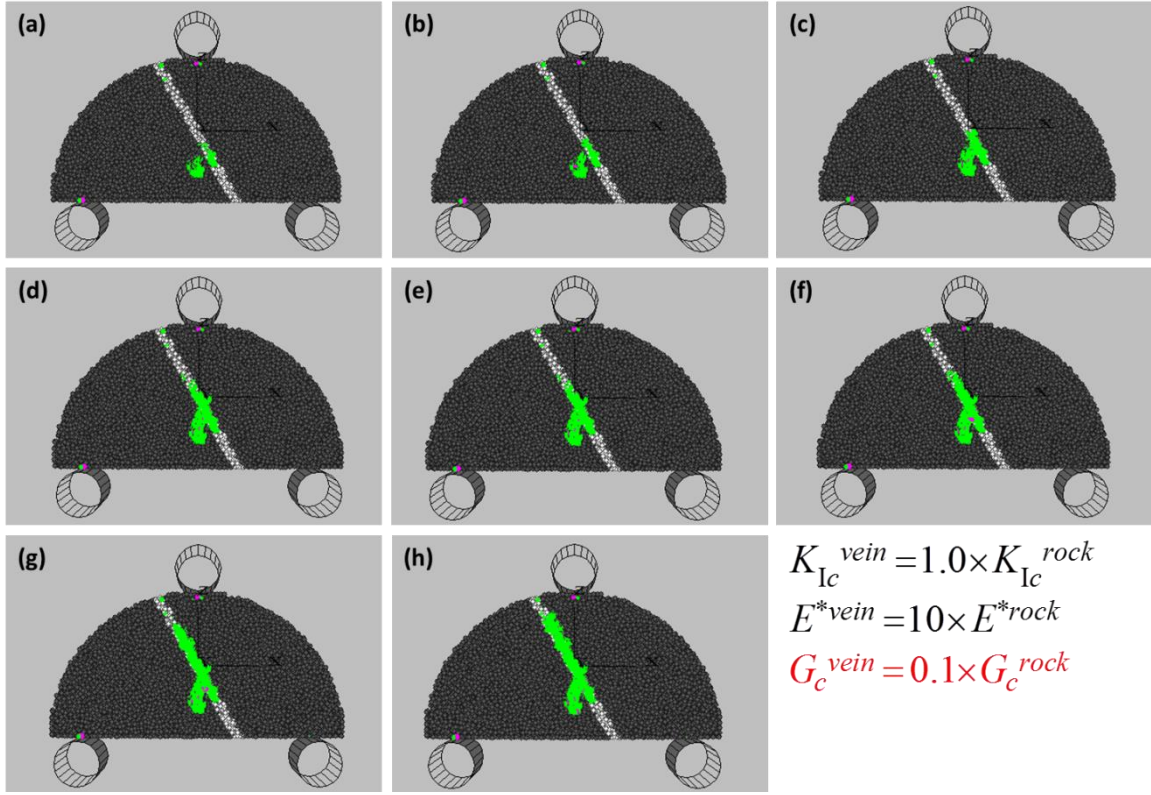 (a)
(b)
(c)
Z
X
Z
X
Z
X
(d)
(e)
(f)
Z
X
Z
X
Z
X
(g)
(h)
Z
X
Z
X
K_Ic^vein = 1.0 × K_Ic^rock
E^*vein = 10 × E^*rock
G_c^vein = 0.1 × G_c^rock